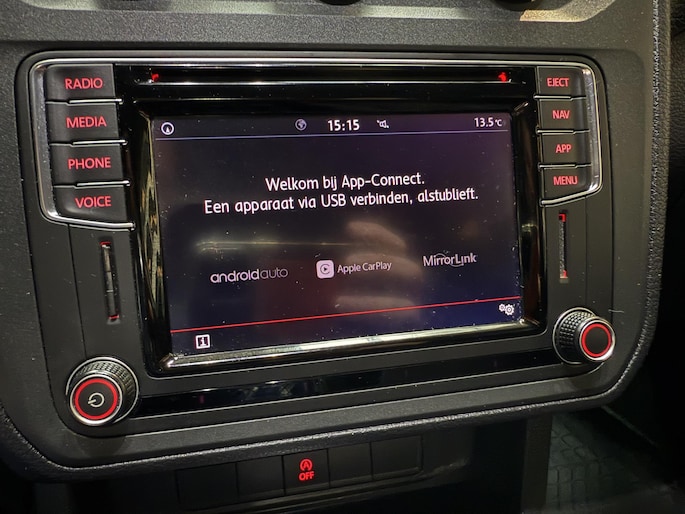 RADIO
MEDIA
PHONE
VOICE
EJECT
NAV
APP
MENU
15:15
13.5°C
Welkom bij App-Connect.
Een apparaat via USB verbinden, alstublieft.
androidauto
Apple CarPlay
MirrorLink
A
OFF